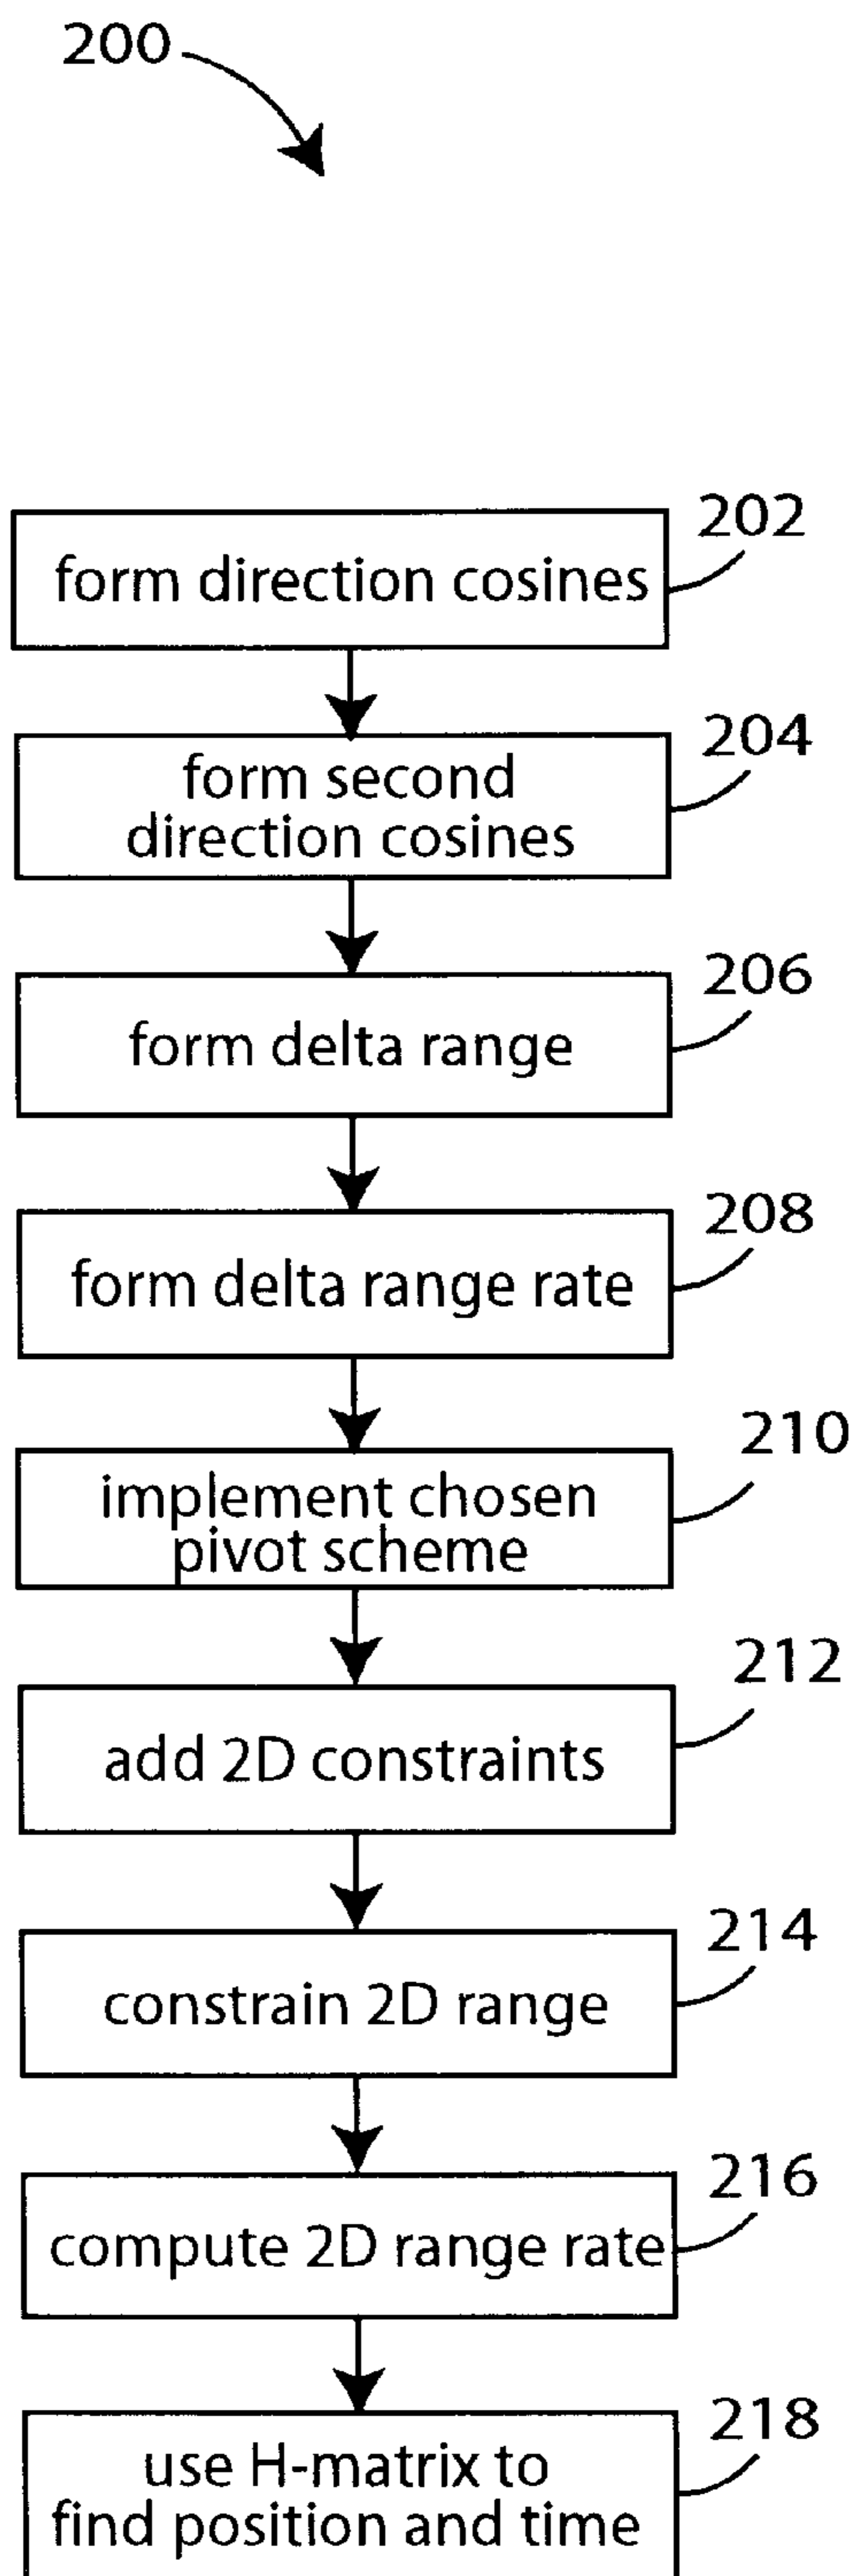 200
202
form direction cosines
204
form second
direction cosines
206
form delta range
208
form delta range rate
210
implement chosen
pivot scheme
212
add 2D constraints
214
constrain 2D range
216
compute 2D range rate
218
use H-matrix to
find position and time